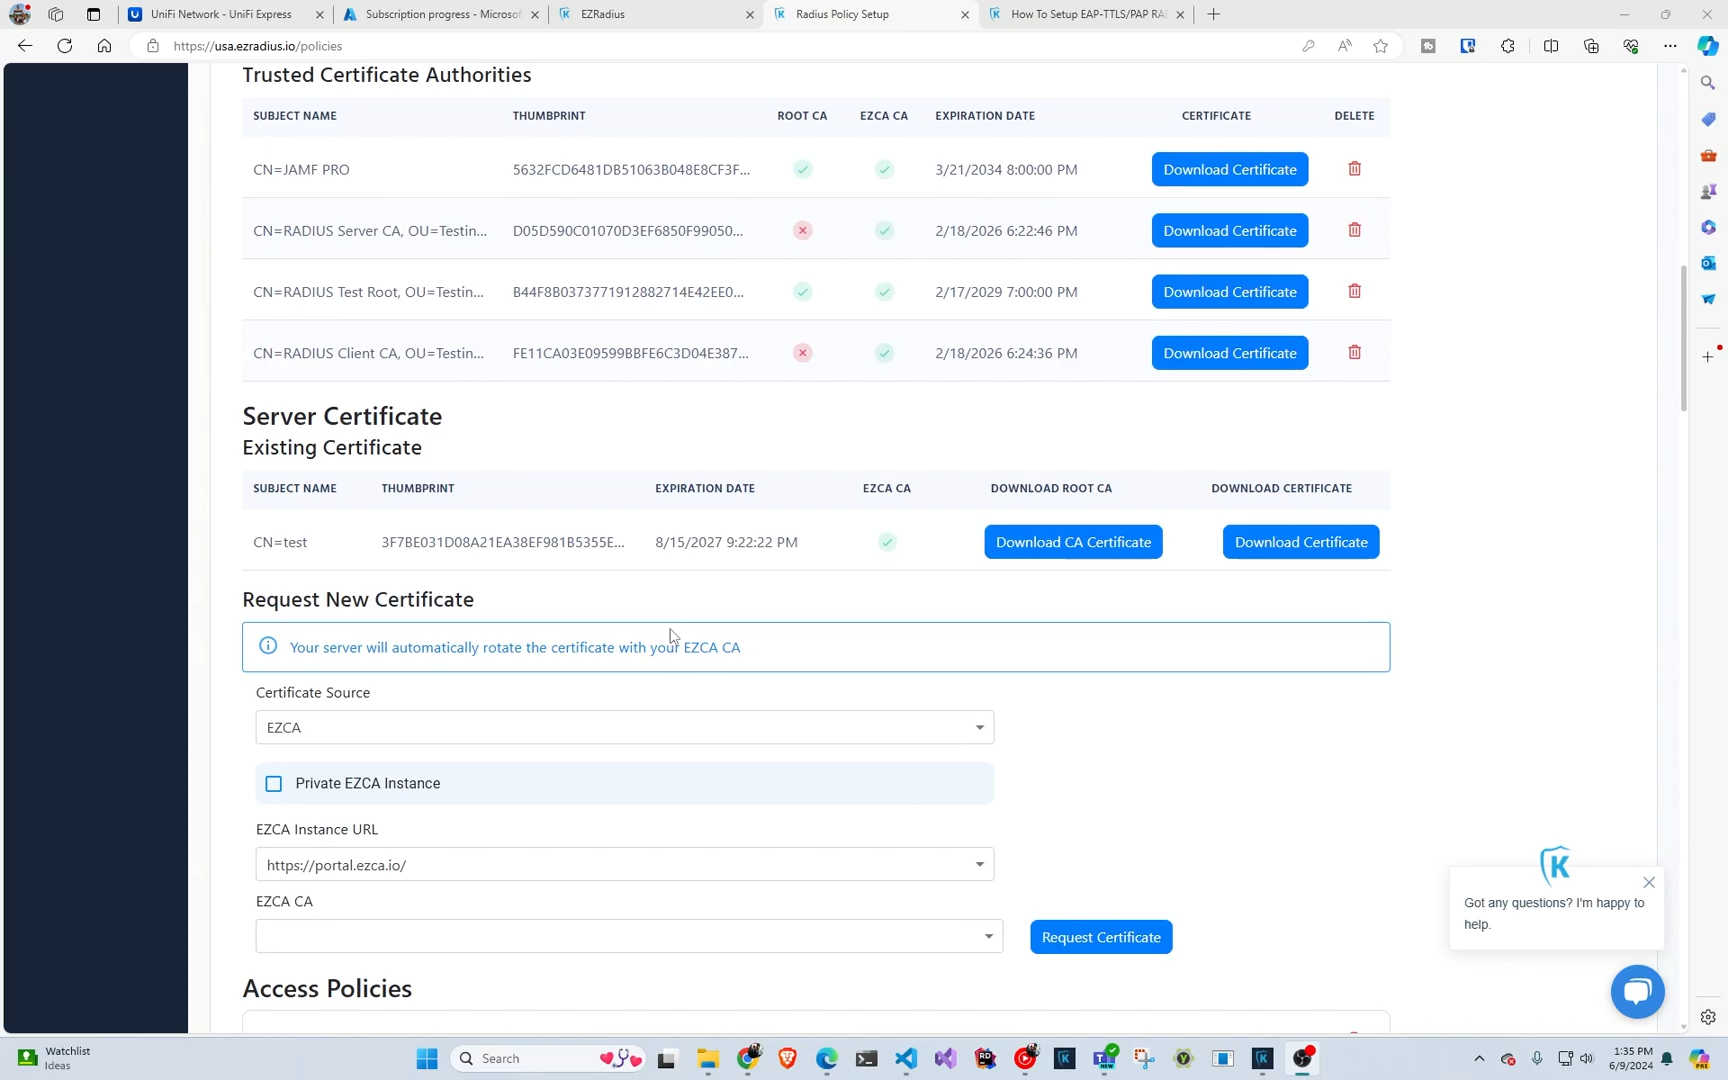 UniFi Network - UniFi Express
Subscription progress - Microsof
EZRadius
Radius Policy Setup
How To Setup EAP-TTLS/PAP RA
https://usa.ezradius.io/policies
Trusted Certificate Authorities
SUBJECT NAME THUMBPRINT ROOT CA EZCA CA EXPIRATION DATE CERTIFICATE DELETE
CN=JAMF PRO 5632FCD6481DB51063B048E8CF3F... 3/21/2034 8:00:00 PM Download Certificate
CN=RADIUS Server CA, OU=Testin... D05D590C01070D3EF6850F99050... 2/18/2026 6:22:46 PM Download Certificate
CN=RADIUS Test Root, OU=Testin... B44F8B0373771912882714E42EE0... 2/17/2029 7:00:00 PM Download Certificate
CN=RADIUS Client CA, OU=Testin... FE11CA03E09599BBFE6C3D04E387... 2/18/2026 6:24:36 PM Download Certificate
Server Certificate
Existing Certificate
SUBJECT NAME THUMBPRINT EXPIRATION DATE EZCA CA DOWNLOAD ROOT CA DOWNLOAD CERTIFICATE
CN=test 3F7BE031D08A21EA38EF981B5355E... 8/15/2027 9:22:22 PM Download CA Certificate Download Certificate
Request New Certificate
Your server will automatically rotate the certificate with your EZCA CA
Certificate Source
EZCA
Private EZCA Instance
EZCA Instance URL
https://portal.ezca.io/
EZCA CA
Request Certificate
Got any questions? I'm happy to
help.
Access Policies
Watchlist
Ideas
Search
1:35 PM
6/9/2024